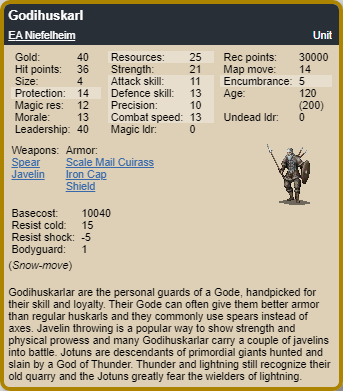 Godihuskarl
EA Niefelheim Unit
Gold: 40 Resources: 25 Rec points: 30000
Hit points: 36 Strength: 21 Map move: 14
Size: 4 Attack skill: 11 Encumbrance: 5
Protection: 14 Defence skill: 13 Age: 120
Magic res: 12 Precision: 10 (200)
Morale: 13 Combat speed: 13 Undead ldr: 0
Leadership: 40 Magic ldr: 0
Weapons: Armor:
Spear Scale Mail Cuirass
Javelin Iron Cap
Shield
Basecost: 10040
Resist cold: 15
Resist shock: -5
Bodyguard: 1
(Snow-move)
Godihuskarlar are the personal guards of a Gode, handpicked for
their skill and loyalty. Their Gode can often give them better armor
than regular huskarls and they commonly use spears instead of
axes. Javelin throwing is a popular way to show strength and
physical prowess and many Godihuskarlar carry a couple of javelins
into battle. Jotuns are descendants of primordial giants hunted and
slain by a God of Thunder. Thunder and lightning still recognize their
old quarry and the Jotuns greatly fear the wielders of lightning.